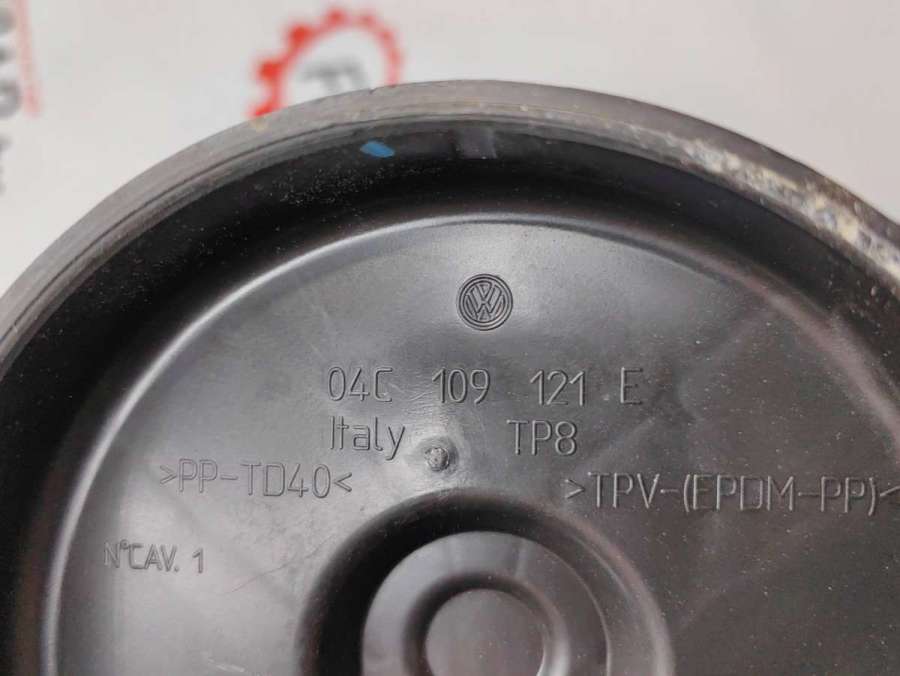 04C 109 121 E
Italy TP8
>PP-TD40< >TPV-(EPDM-PP)<
N°CAV. 1